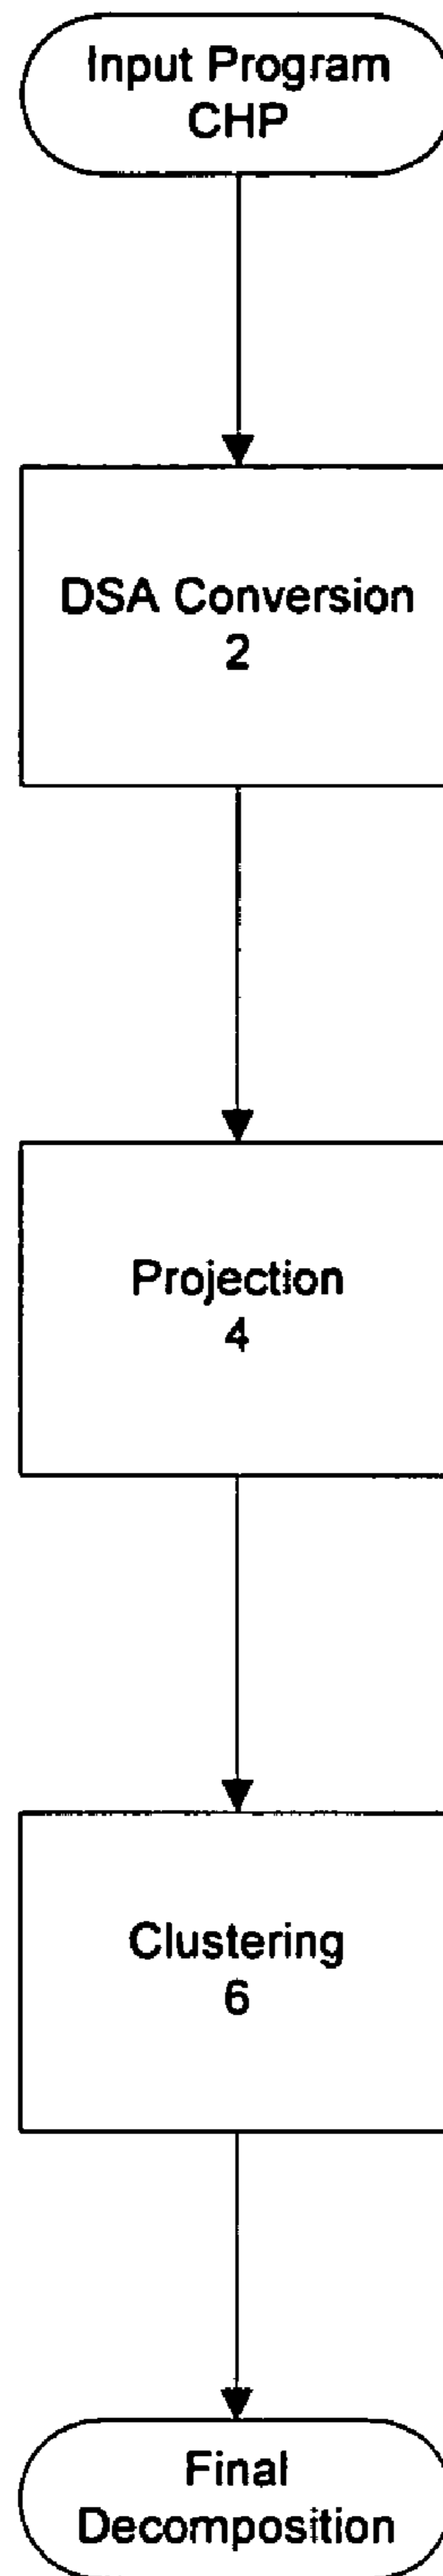 Input Program
CHP
DSA Conversion
2
Projection
4
Clustering
6
Final
Decomposition